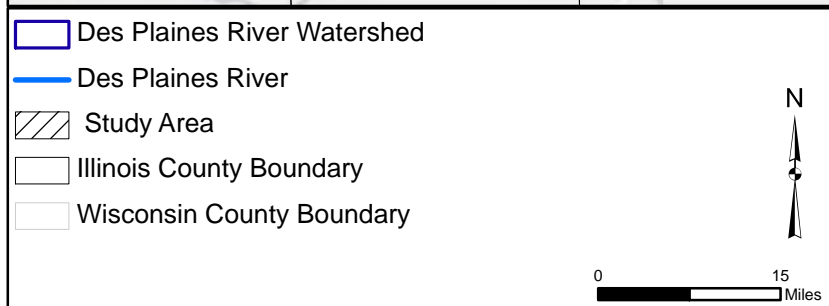 Des Plaines River Watershed
Des Plaines River
Study Area
Illinois County Boundary
Wisconsin County Boundary
N
0 15
Miles